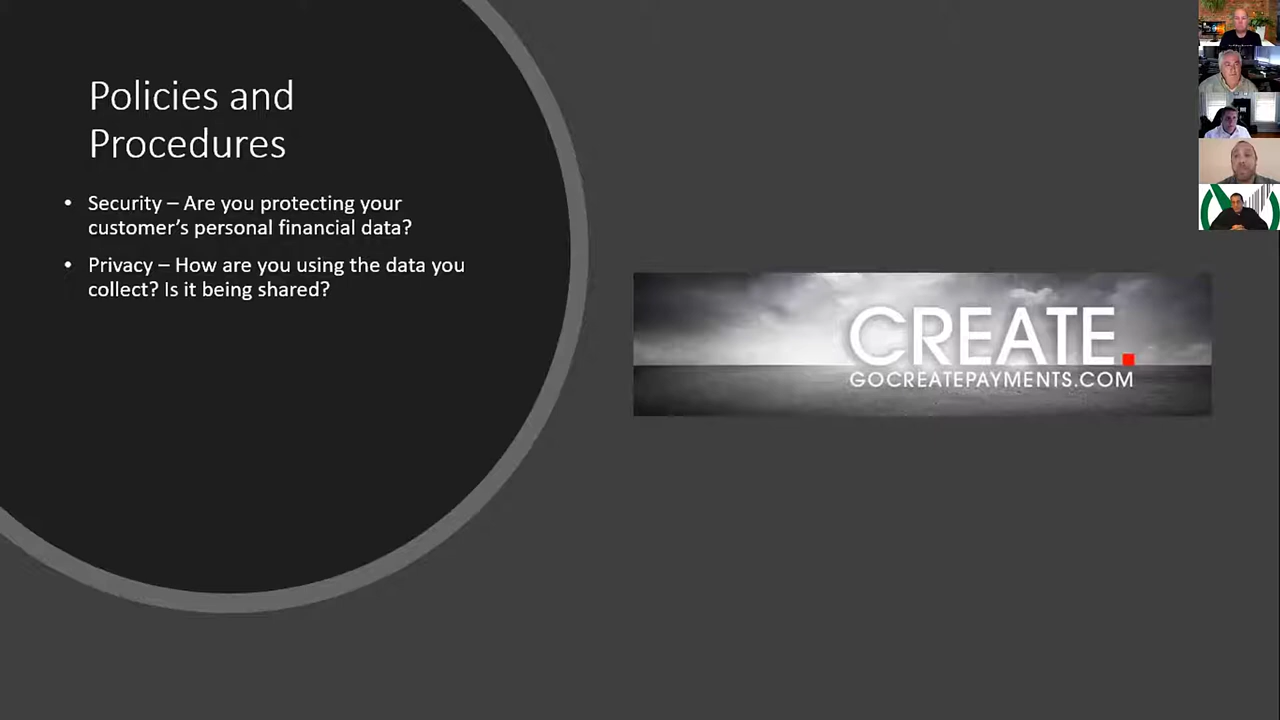 Policies and
Procedures
• Security – Are you protecting your
customer’s personal financial data?
• Privacy – How are you using the data you
collect? Is it being shared?
CREATE.
GOCREATEPAYMENTS.COM